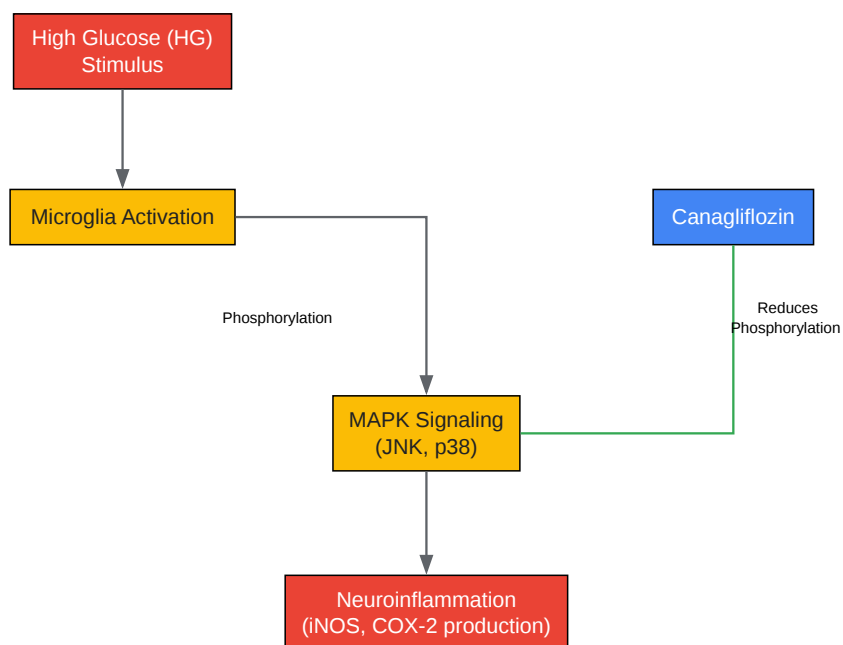 High Glucose (HG)
Stimulus
Microglia Activation
Canagliflozin
Phosphorylation
Reduces
Phosphorylation
MAPK Signaling
(JNK, p38)
Neuroinflammation
(iNOS, COX-2 production)